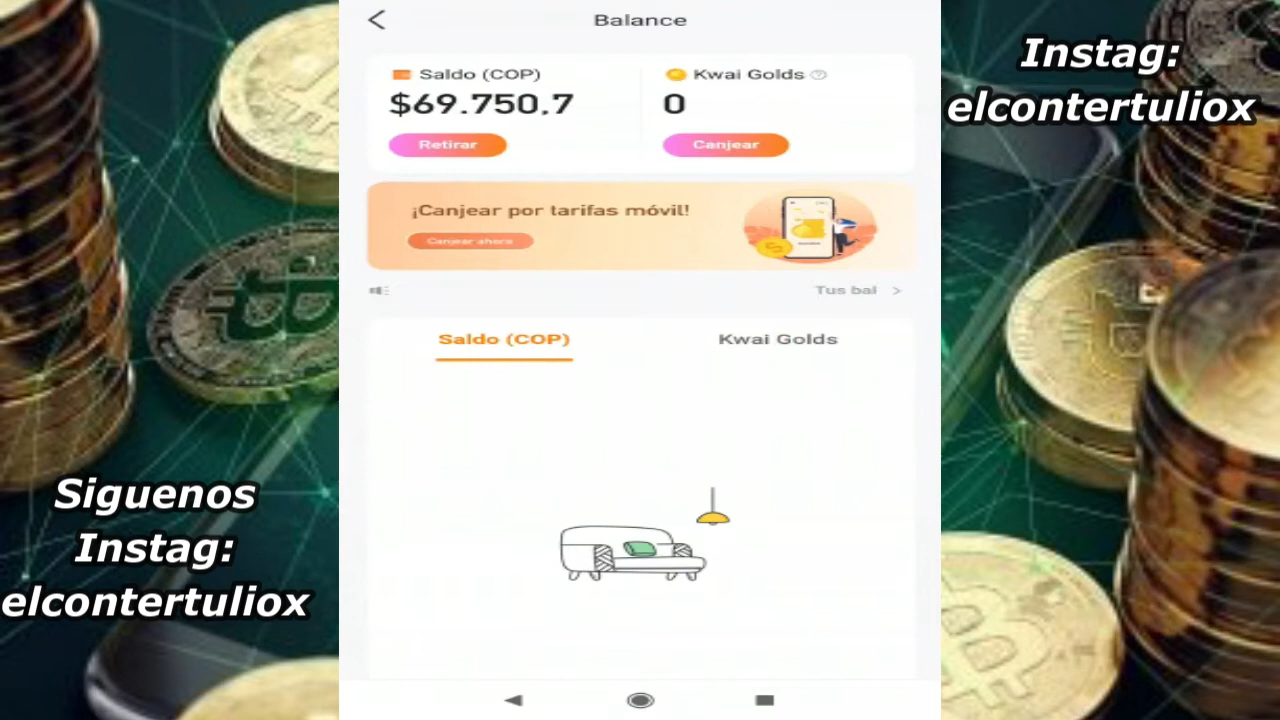 Balance
Saldo (COP)
Kwai Golds
$69.750,7
0
Retirar
Canjear
¡Canjear por tarifas móvil!
Canjear ahora
Tus bal
Saldo (COP)
Kwai Golds
Instag:
elcontertuliox
Siguenos
Instag:
elcontertuliox